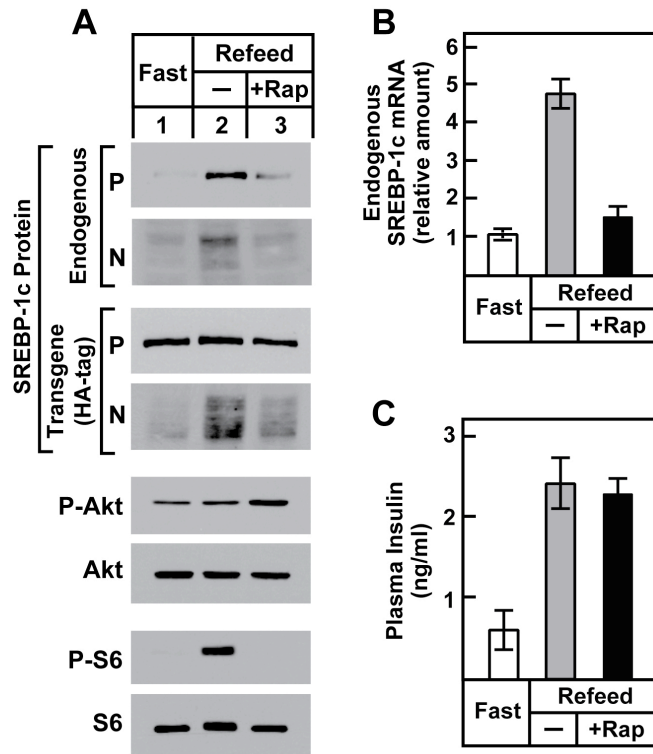 A
Fast
Refeed
–
+Rap
1
2
3
SREBP-1c Protein
Endogenous
P
N
Transgene
(HA-tag)
P
N
P-Akt
Akt
P-S6
S6
B
Endogenous
SREBP-1c mRNA
(relative amount)
6
5
4
3
2
1
Fast
Refeed
–
+Rap
C
Plasma Insulin
(ng/ml)
3
2
1
Fast
Refeed
–
+Rap